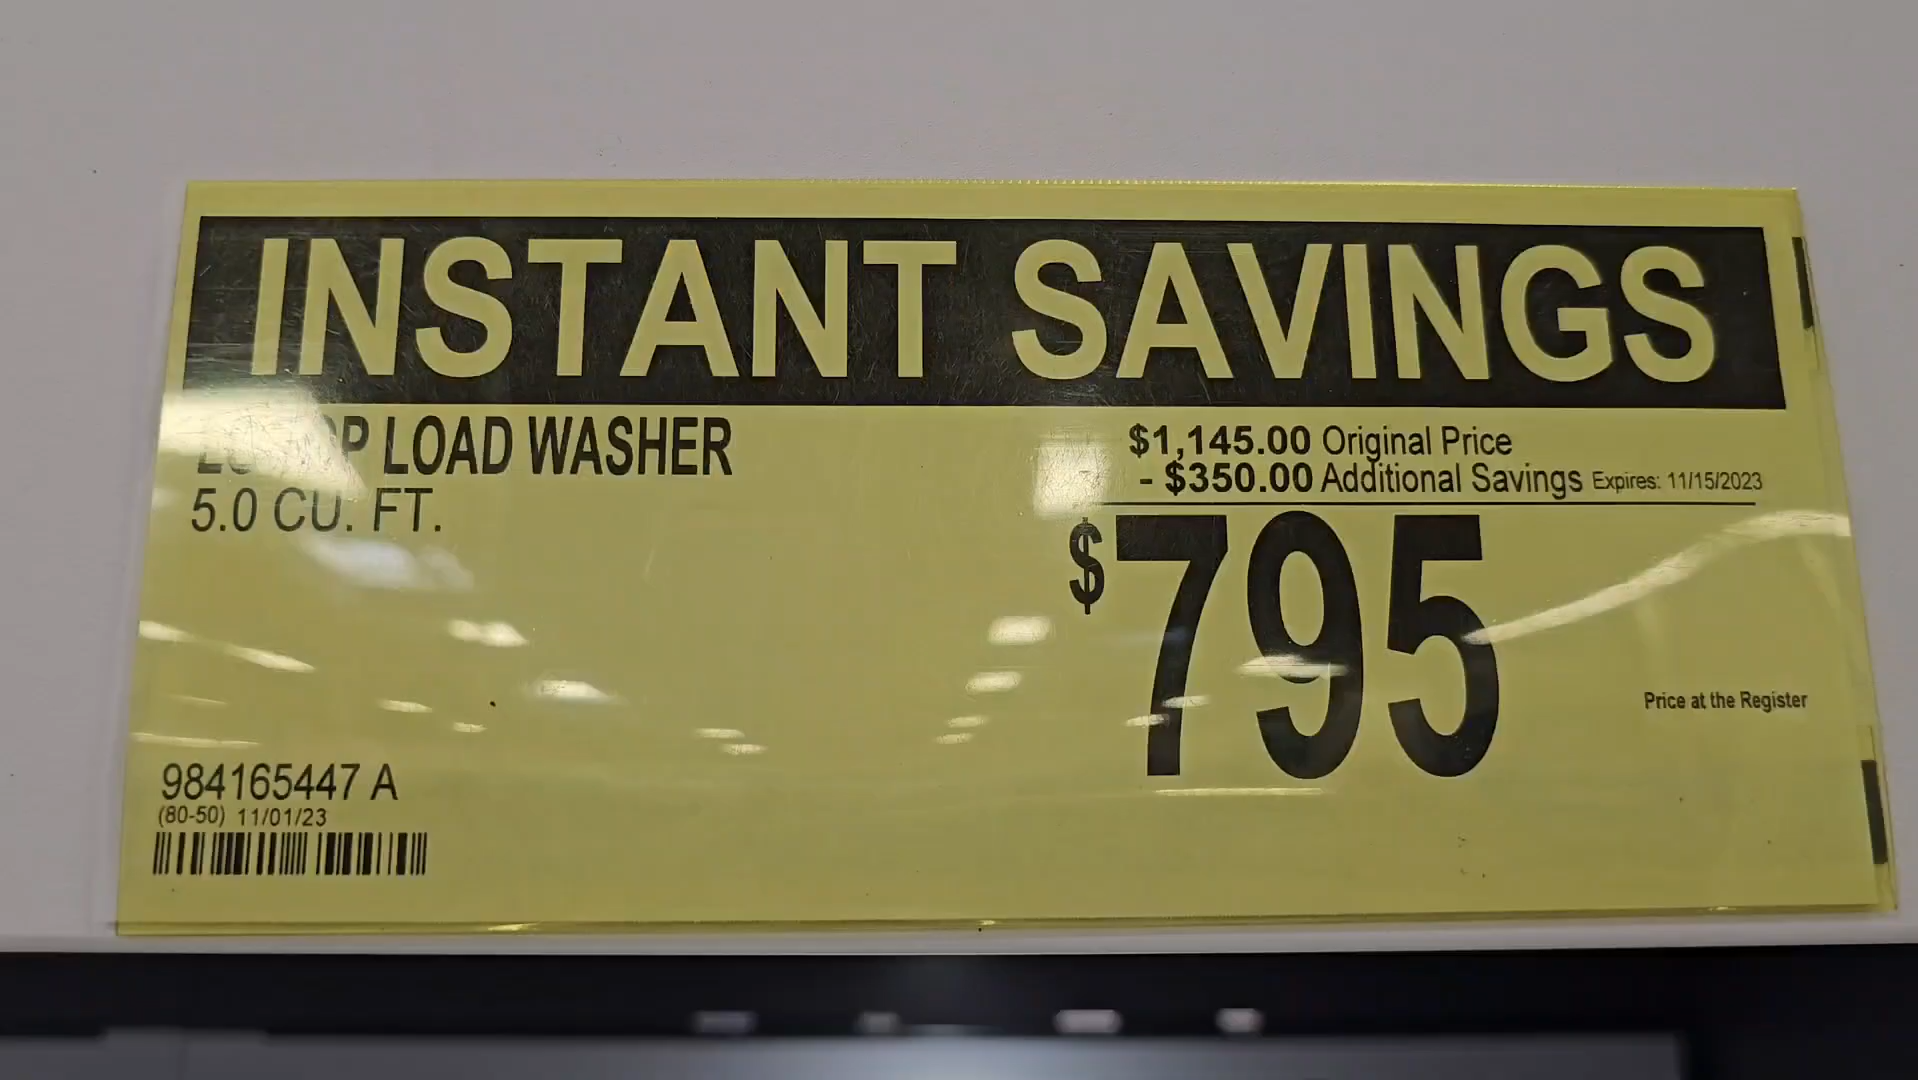 INSTANT SAVINGS
LOAD WASHER
5.0 CU. FT.
$1,145.00 Original Price
- $350.00 Additional Savings Expires: 11/15/2023
$795
Price at the Register
984165447 A
(80-50) 11/01/23